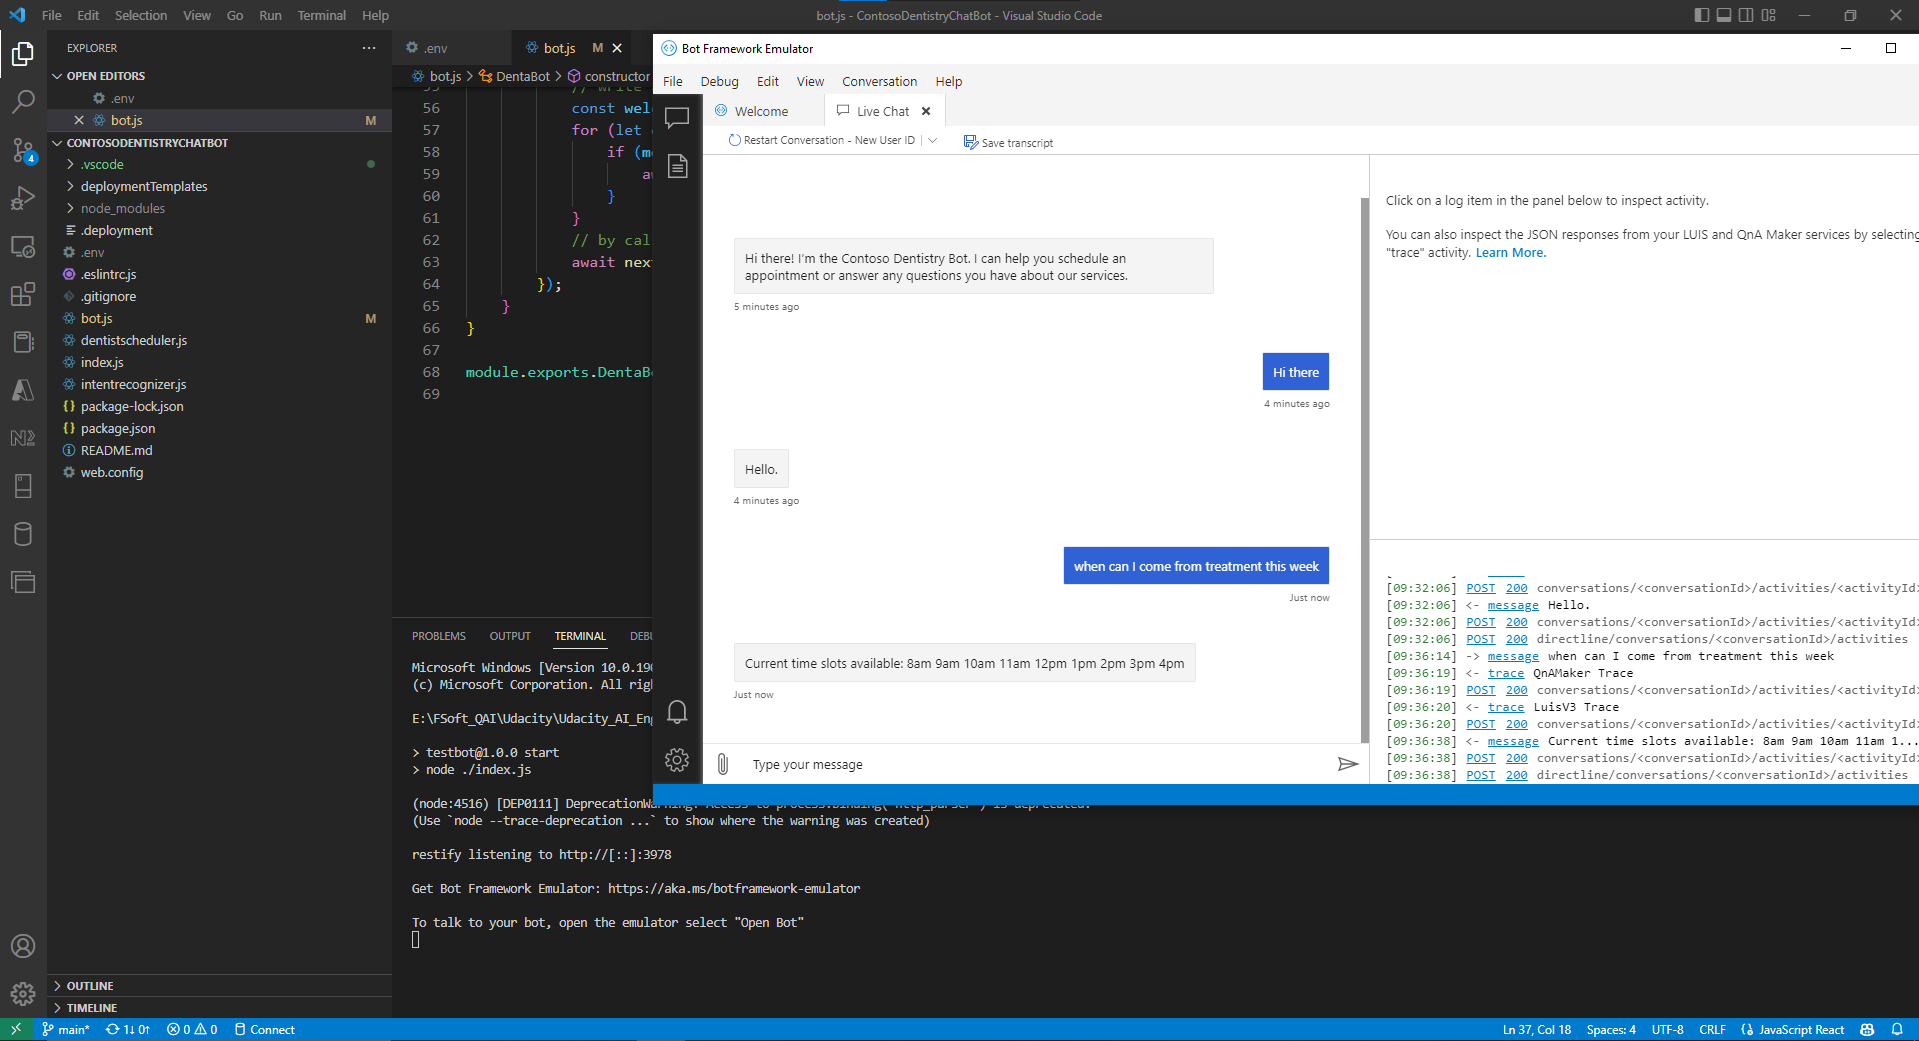 File Edit Selection View Go Run Terminal Help
bot.js - ContosoDentistryChatBot - Visual Studio Code
EXPLORER
OPEN EDITORS
.env
bot.js M
CONTOSODENTISTRYCHATBOT
.vscode
deploymentTemplates
node_modules
.deployment
.env
.eslintrc.js
.gitignore
bot.js M
dentistscheduler.js
index.js
intentrecognizer.js
package-lock.json
package.json
README.md
web.config
OUTLINE
TIMELINE
4
.env
bot.js M
bot.js > DentaBot > constructor
56 const wel
57 for (let
58 if (m
59 aw
60 }
61 }
62 // by cal
63 await nex
64 });
65 }
66 }
67
68 module.exports.DentaB
69
PROBLEMS OUTPUT TERMINAL DEBU
Microsoft Windows [Version 10.0.190
(c) Microsoft Corporation. All rig
E:\FSoft_QAI\Udacity\Udacity_AI_En
> testbot@1.0.0 start
> node ./index.js
(node:4516) [DEP0111] DeprecationWarning: Access to process.binding('http_parser') is deprecated.
(Use `node --trace-deprecation ...` to show where the warning was created)
restify listening to http://[::]:3978
Get Bot Framework Emulator: https://aka.ms/botframework-emulator
To talk to your bot, open the emulator select "Open Bot"
Bot Framework Emulator
File Debug Edit View Conversation Help
Welcome
Live Chat
Restart Conversation - New User ID
Save transcript
Hi there! I'm the Contoso Dentistry Bot. I can help you schedule an
appointment or answer any questions you have about our services.
5 minutes ago
Hi there
4 minutes ago
Hello.
4 minutes ago
when can I come from treatment this week
Just now
Current time slots available: 8am 9am 10am 11am 12pm 1pm 2pm 3pm 4pm
Just now
Type your message
Click on a log item in the panel below to inspect activity.
You can also inspect the JSON responses from your LUIS and QnA Maker services by selecting
"trace" activity. Learn More.
[09:32:06] POST 200 conversations/<conversationId>/activities/<activityId>
[09:32:06] <- message Hello.
[09:32:06] POST 200 conversations/<conversationId>/activities/<activityId>
[09:32:06] POST 200 directline/conversations/<conversationId>/activities
[09:36:14] -> message when can I come from treatment this week
[09:36:19] <- trace QnAMaker Trace
[09:36:19] POST 200 conversations/<conversationId>/activities/<activityId>
[09:36:20] <- trace LuisV3 Trace
[09:36:20] POST 200 conversations/<conversationId>/activities/<activityId>
[09:36:38] <- message Current time slots available: 8am 9am 10am 11am 1...
[09:36:38] POST 200 conversations/<conversationId>/activities/<activityId>
[09:36:38] POST 200 directline/conversations/<conversationId>/activities
main* 1↓ 0↑ 0 0 Connect
Ln 37, Col 18 Spaces: 4 UTF-8 CRLF JavaScript React